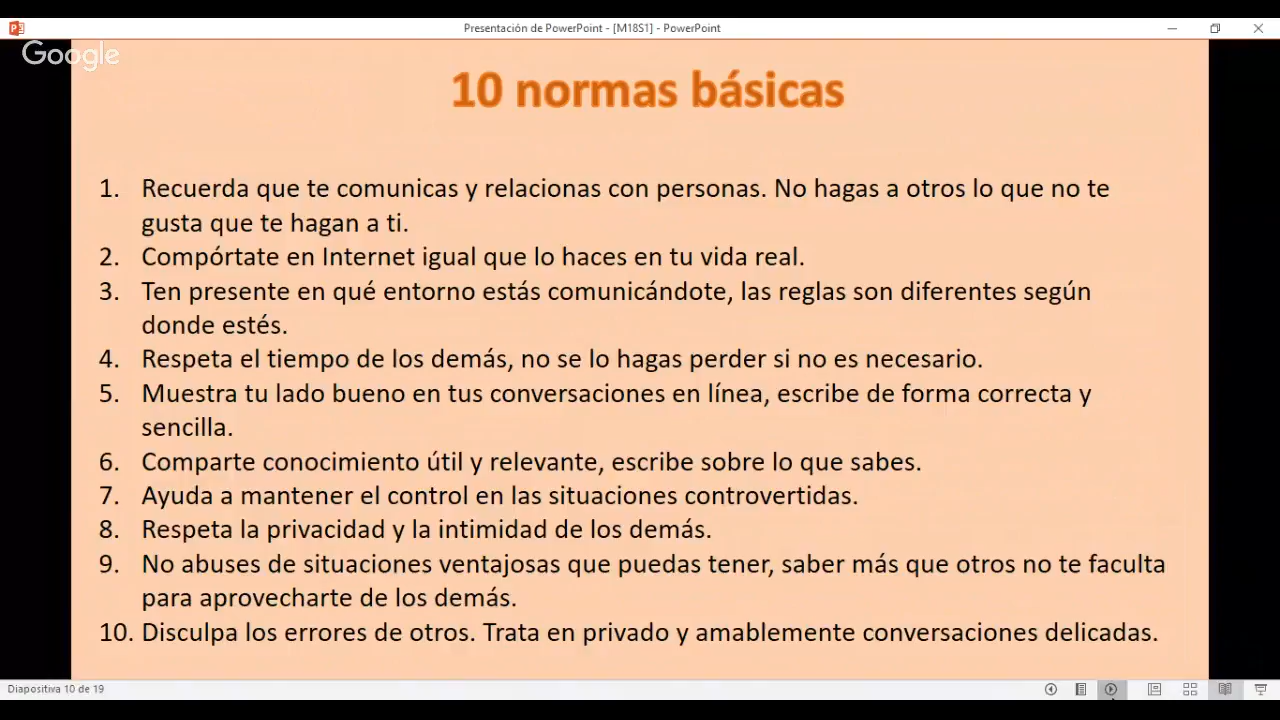 Presentación de PowerPoint - [M18S1] - PowerPoint
Google
10 normas básicas
1. Recuerda que te comunicas y relacionas con personas. No hagas a otros lo que no te
gusta que te hagan a ti.
2. Compórtate en Internet igual que lo haces en tu vida real.
3. Ten presente en qué entorno estás comunicándote, las reglas son diferentes según
donde estés.
4. Respeta el tiempo de los demás, no se lo hagas perder si no es necesario.
5. Muestra tu lado bueno en tus conversaciones en línea, escribe de forma correcta y
sencilla.
6. Comparte conocimiento útil y relevante, escribe sobre lo que sabes.
7. Ayuda a mantener el control en las situaciones controvertidas.
8. Respeta la privacidad y la intimidad de los demás.
9. No abuses de situaciones ventajosas que puedas tener, saber más que otros no te faculta
para aprovecharte de los demás.
10. Disculpa los errores de otros. Trata en privado y amablemente conversaciones delicadas.
Diapositiva 10 de 19